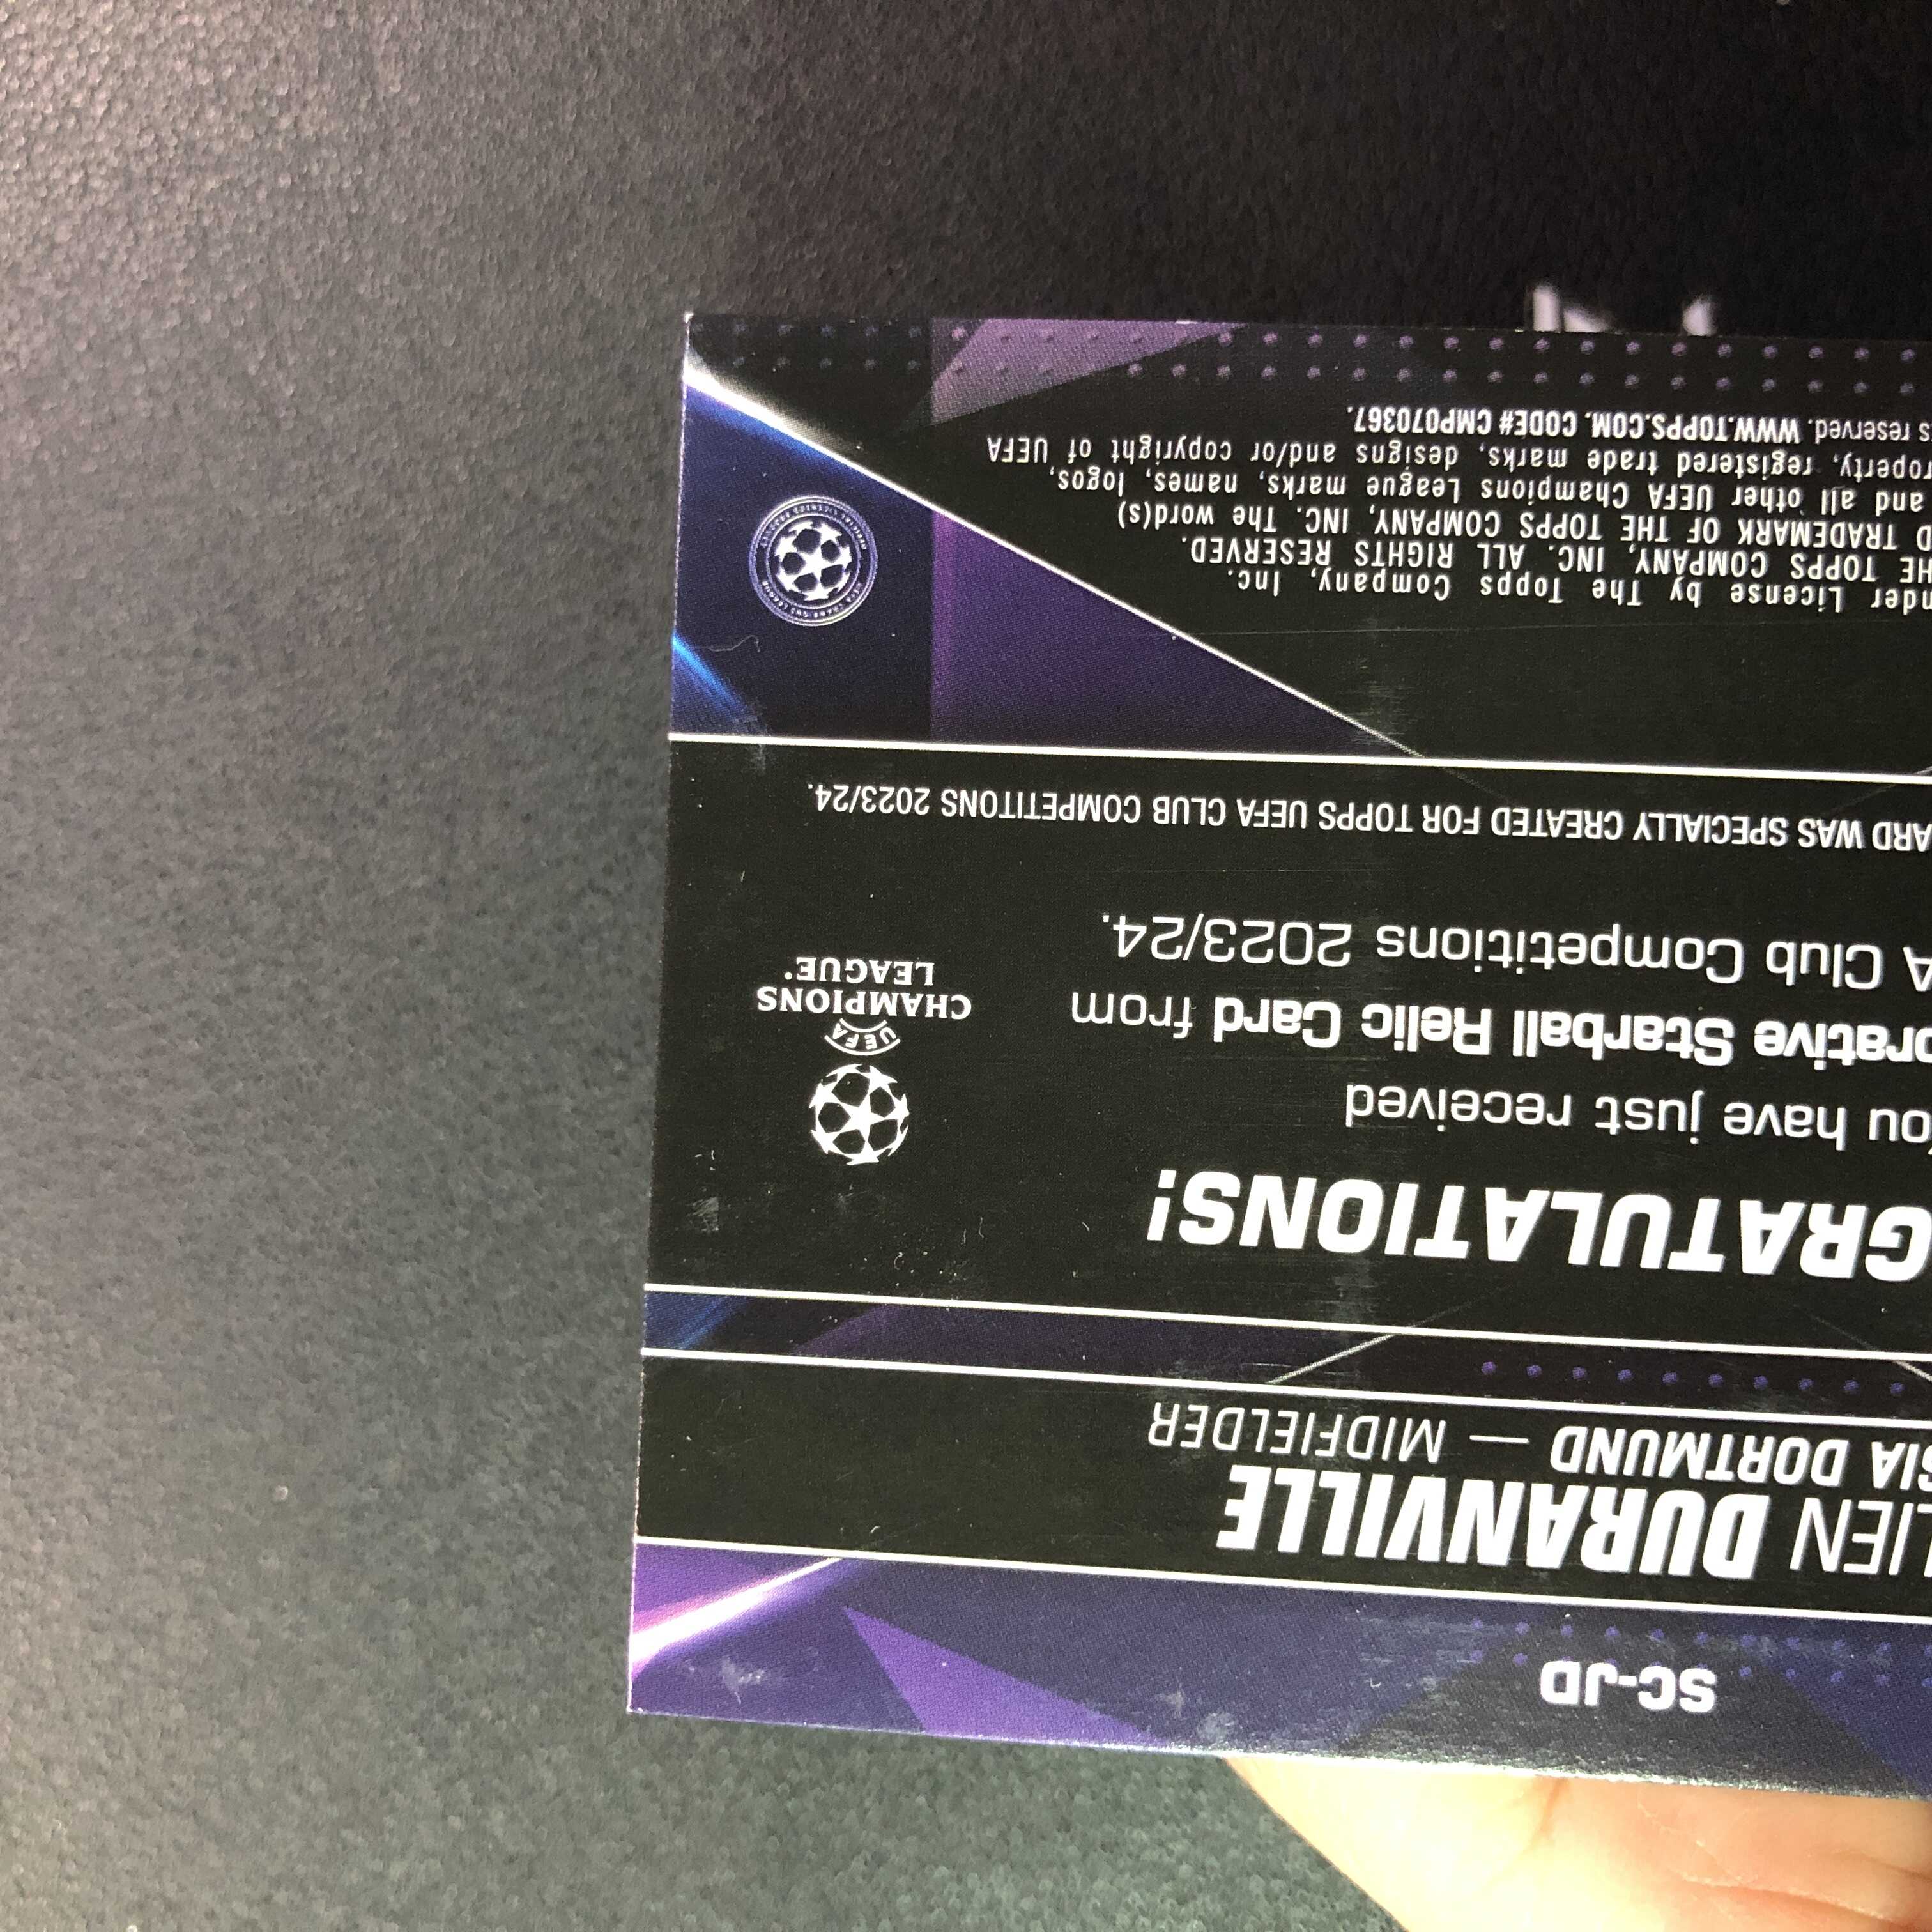 SC-JD
LIEN DURANVILLE
SIA DORTMUND — MIDFIELDER
GRATULATIONS!
You have just received
orative Starball Relic Card from
A Club Competitions 2023/24.
UEFA
CHAMPIONS
LEAGUE
ARD WAS SPECIALLY CREATED FOR TOPPS UEFA CLUB COMPETITIONS 2023/24.
nder License by The Topps Company, Inc.
HE TOPPS COMPANY, INC. ALL RIGHTS RESERVED.
D TRADEMARK OF THE TOPPS COMPANY, INC. The word(s)
and all other UEFA Champions League marks, names, logos,
roperty, registered trade marks, designs and/or copyright of UEFA
s reserved. WWW.TOPPS.COM. CODE# CMP070367.